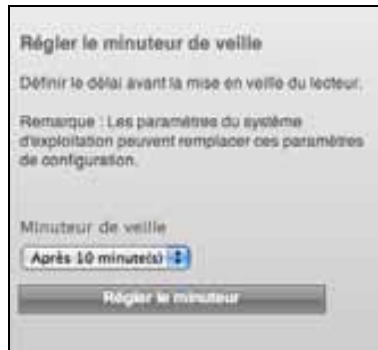 Régler le minuteur de veille
Définir le délai avant la mise en veille du lecteur.
Remarque : Les paramètres du système
d'exploitation peuvent remplacer ces paramètres
de configuration.
Minuteur de veille
Après 10 minute(s)
Régler le minuteur